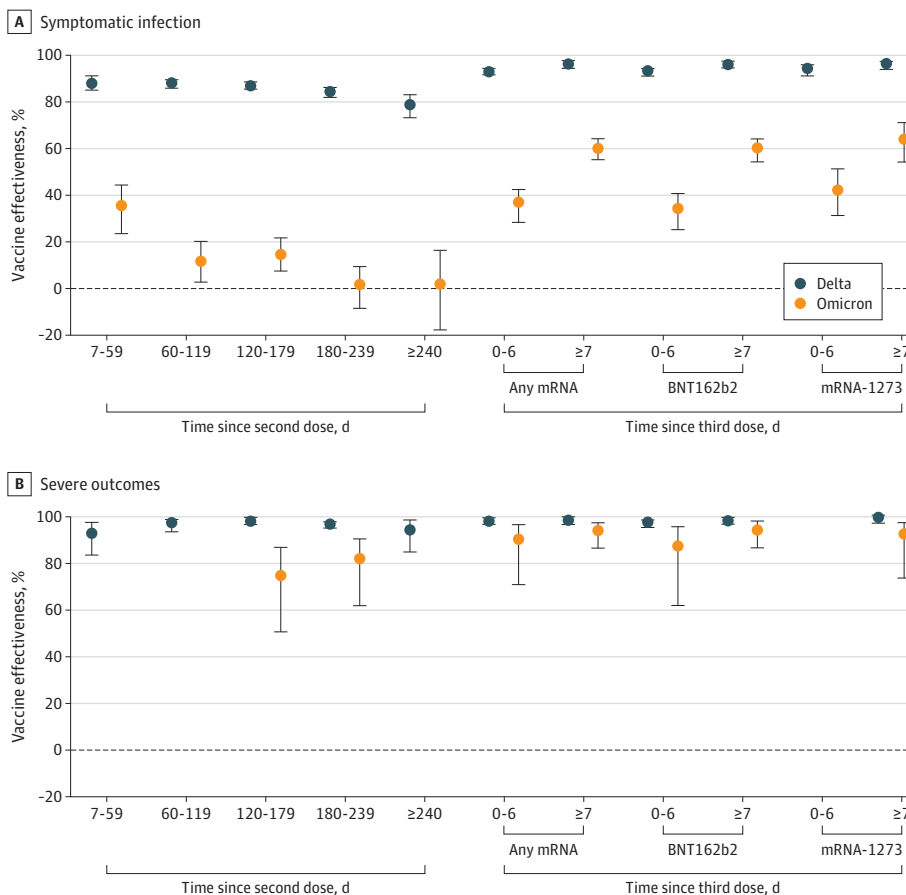 A Symptomatic infection
100
80
60
40
20
0
-20
Vaccine effectiveness, %
Delta
Omicron
7-59 60-119 120-179 180-239 ≥240 0-6 ≥7 0-6 ≥7 0-6 ≥7
Any mRNA BNT162b2 mRNA-1273
Time since second dose, d Time since third dose, d
B Severe outcomes
100
80
60
40
20
0
-20
Vaccine effectiveness, %
7-59 60-119 120-179 180-239 ≥240 0-6 ≥7 0-6 ≥7 0-6 ≥7
Any mRNA BNT162b2 mRNA-1273
Time since second dose, d Time since third dose, d